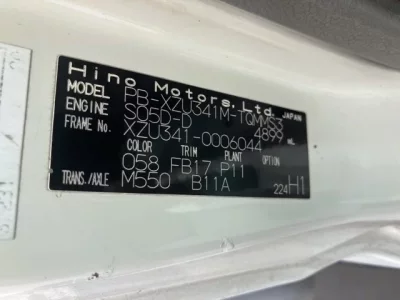 Hino Motors, Ltd. JAPAN
MODEL PB-XZU341M-TQMMS3
ENGINE S05D-D 4899 mL
FRAME XZU341-0006044
COLOR TRIM PLANT OPTION
058 FB17 P11
TRANS./AXLE M550 B11A 224H1